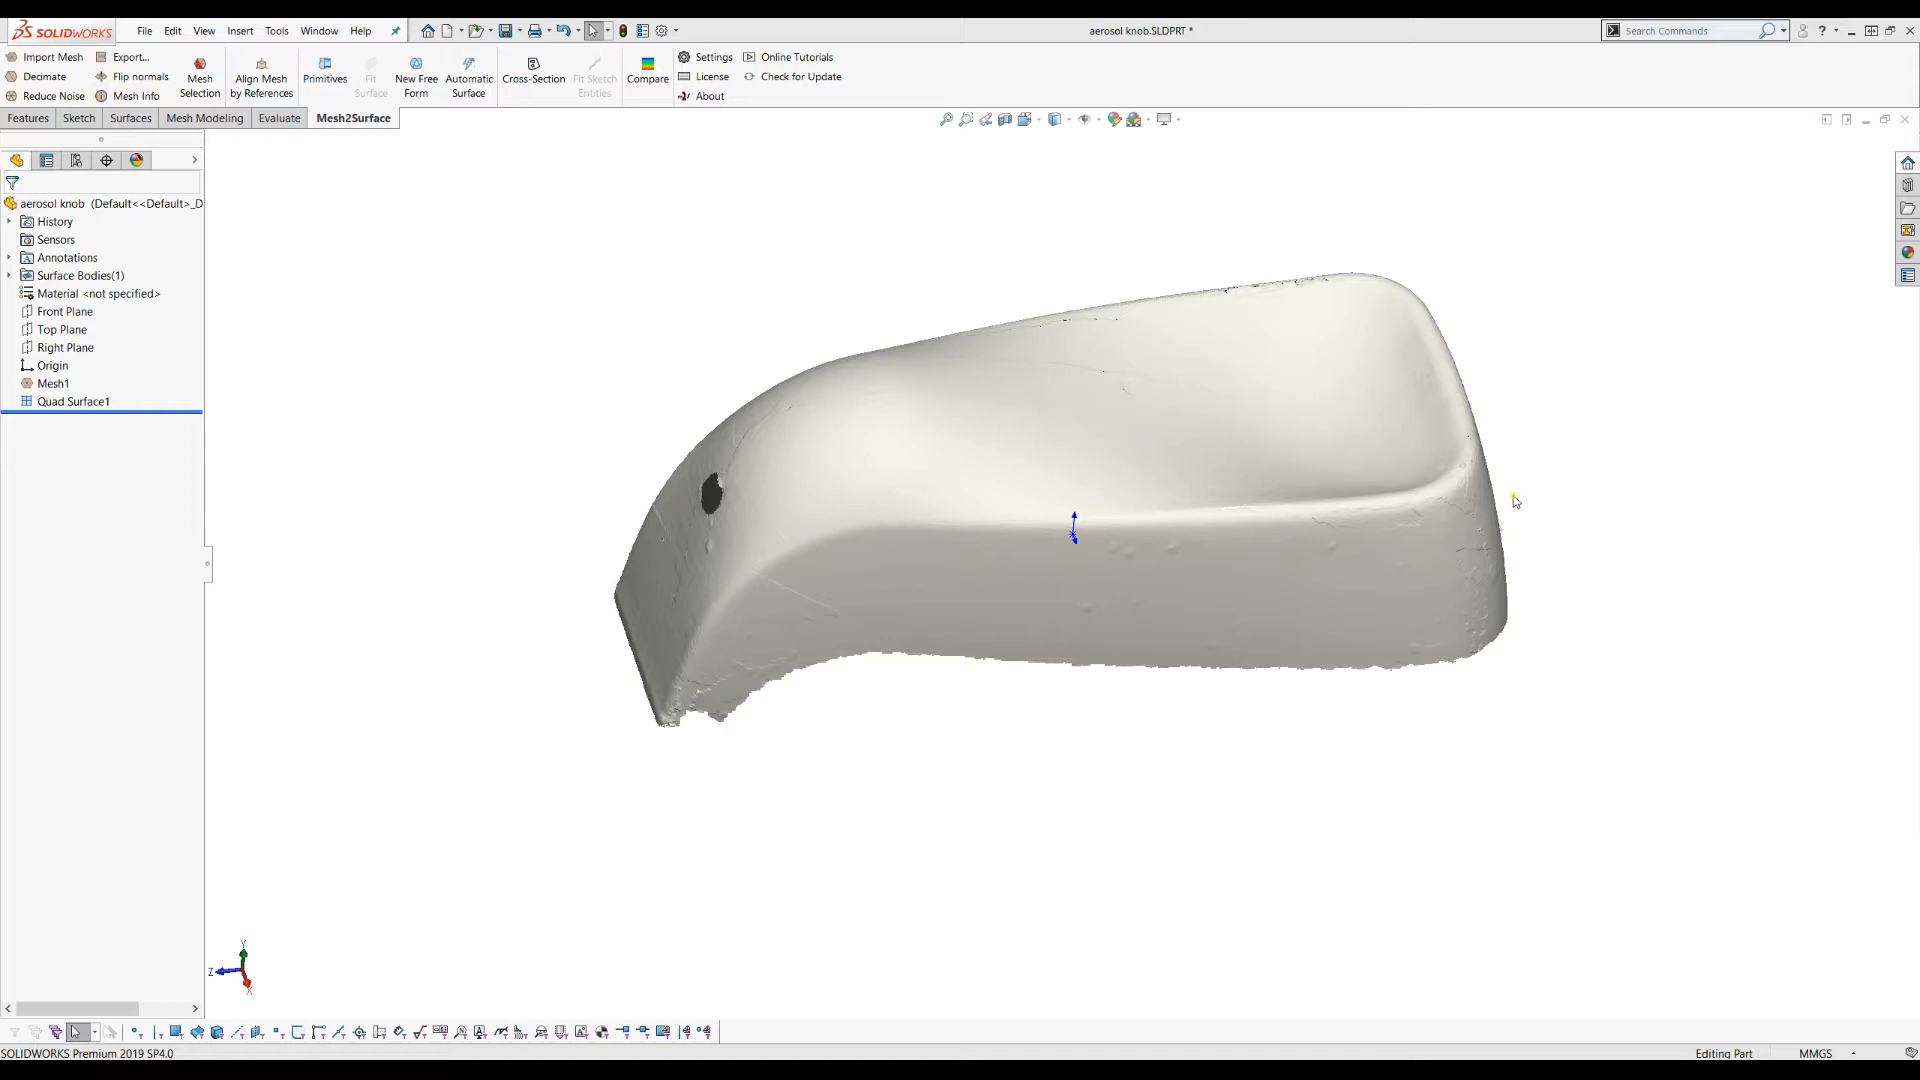 SOLIDWORKS File Edit View Insert Tools Window Help aerosol knob.SLDPRT * Search Commands
Import Mesh Export... Settings Online Tutorials
Decimate Flip normals License Check for Update
Reduce Noise Mesh Info About
Mesh Selection
Align Mesh by References
Primitives
Fit Surface
New Free Form
Automatic Surface
Cross-Section
Fit Sketch Entities
Compare
Features Sketch Surfaces Mesh Modeling Evaluate Mesh2Surface
aerosol knob (Default<<Default>_D
History
Sensors
Annotations
Surface Bodies(1)
Material <not specified>
Front Plane
Top Plane
Right Plane
Origin
Mesh1
Quad Surface1
Y
Z
X
SOLIDWORKS Premium 2019 SP4.0 Editing Part MMGS